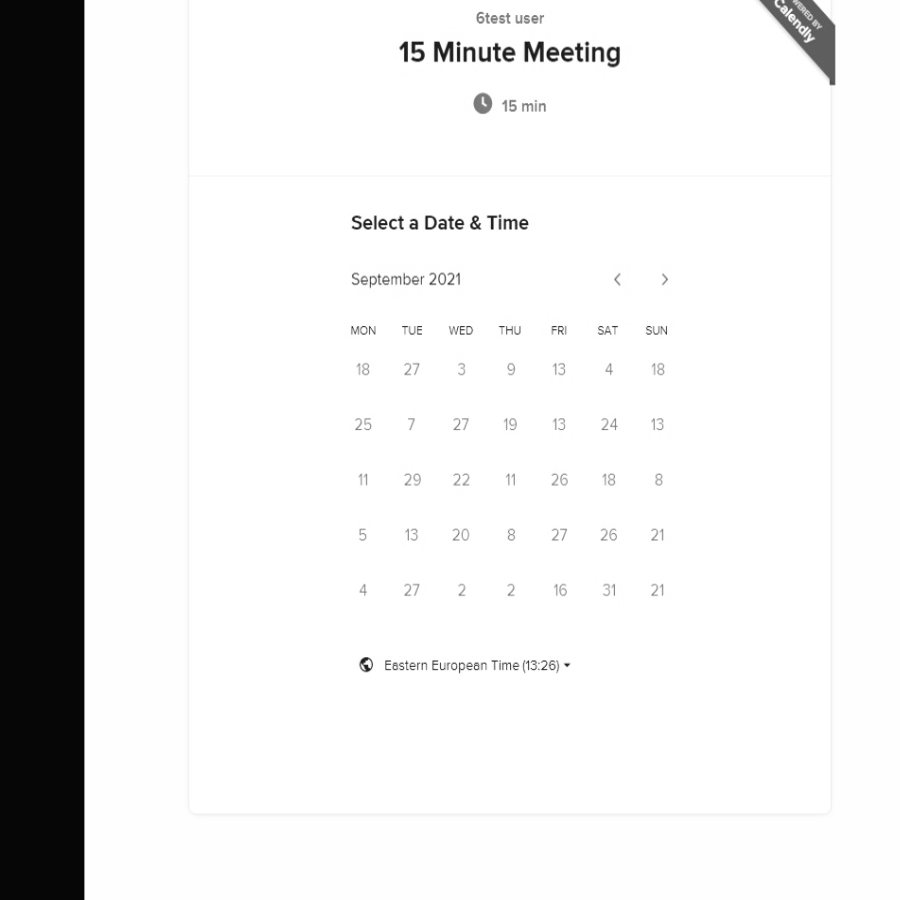 6test user
WERED BY
Calendly
15 Minute Meeting
15 min
Select a Date & Time
September 2021
MON TUE WED THU FRI SAT SUN
18 27 3 9 13 4 18
25 7 27 19 13 24 13
11 29 22 11 26 18 8
5 13 20 8 27 26 21
4 27 2 2 16 31 21
Eastern European Time (13:26)